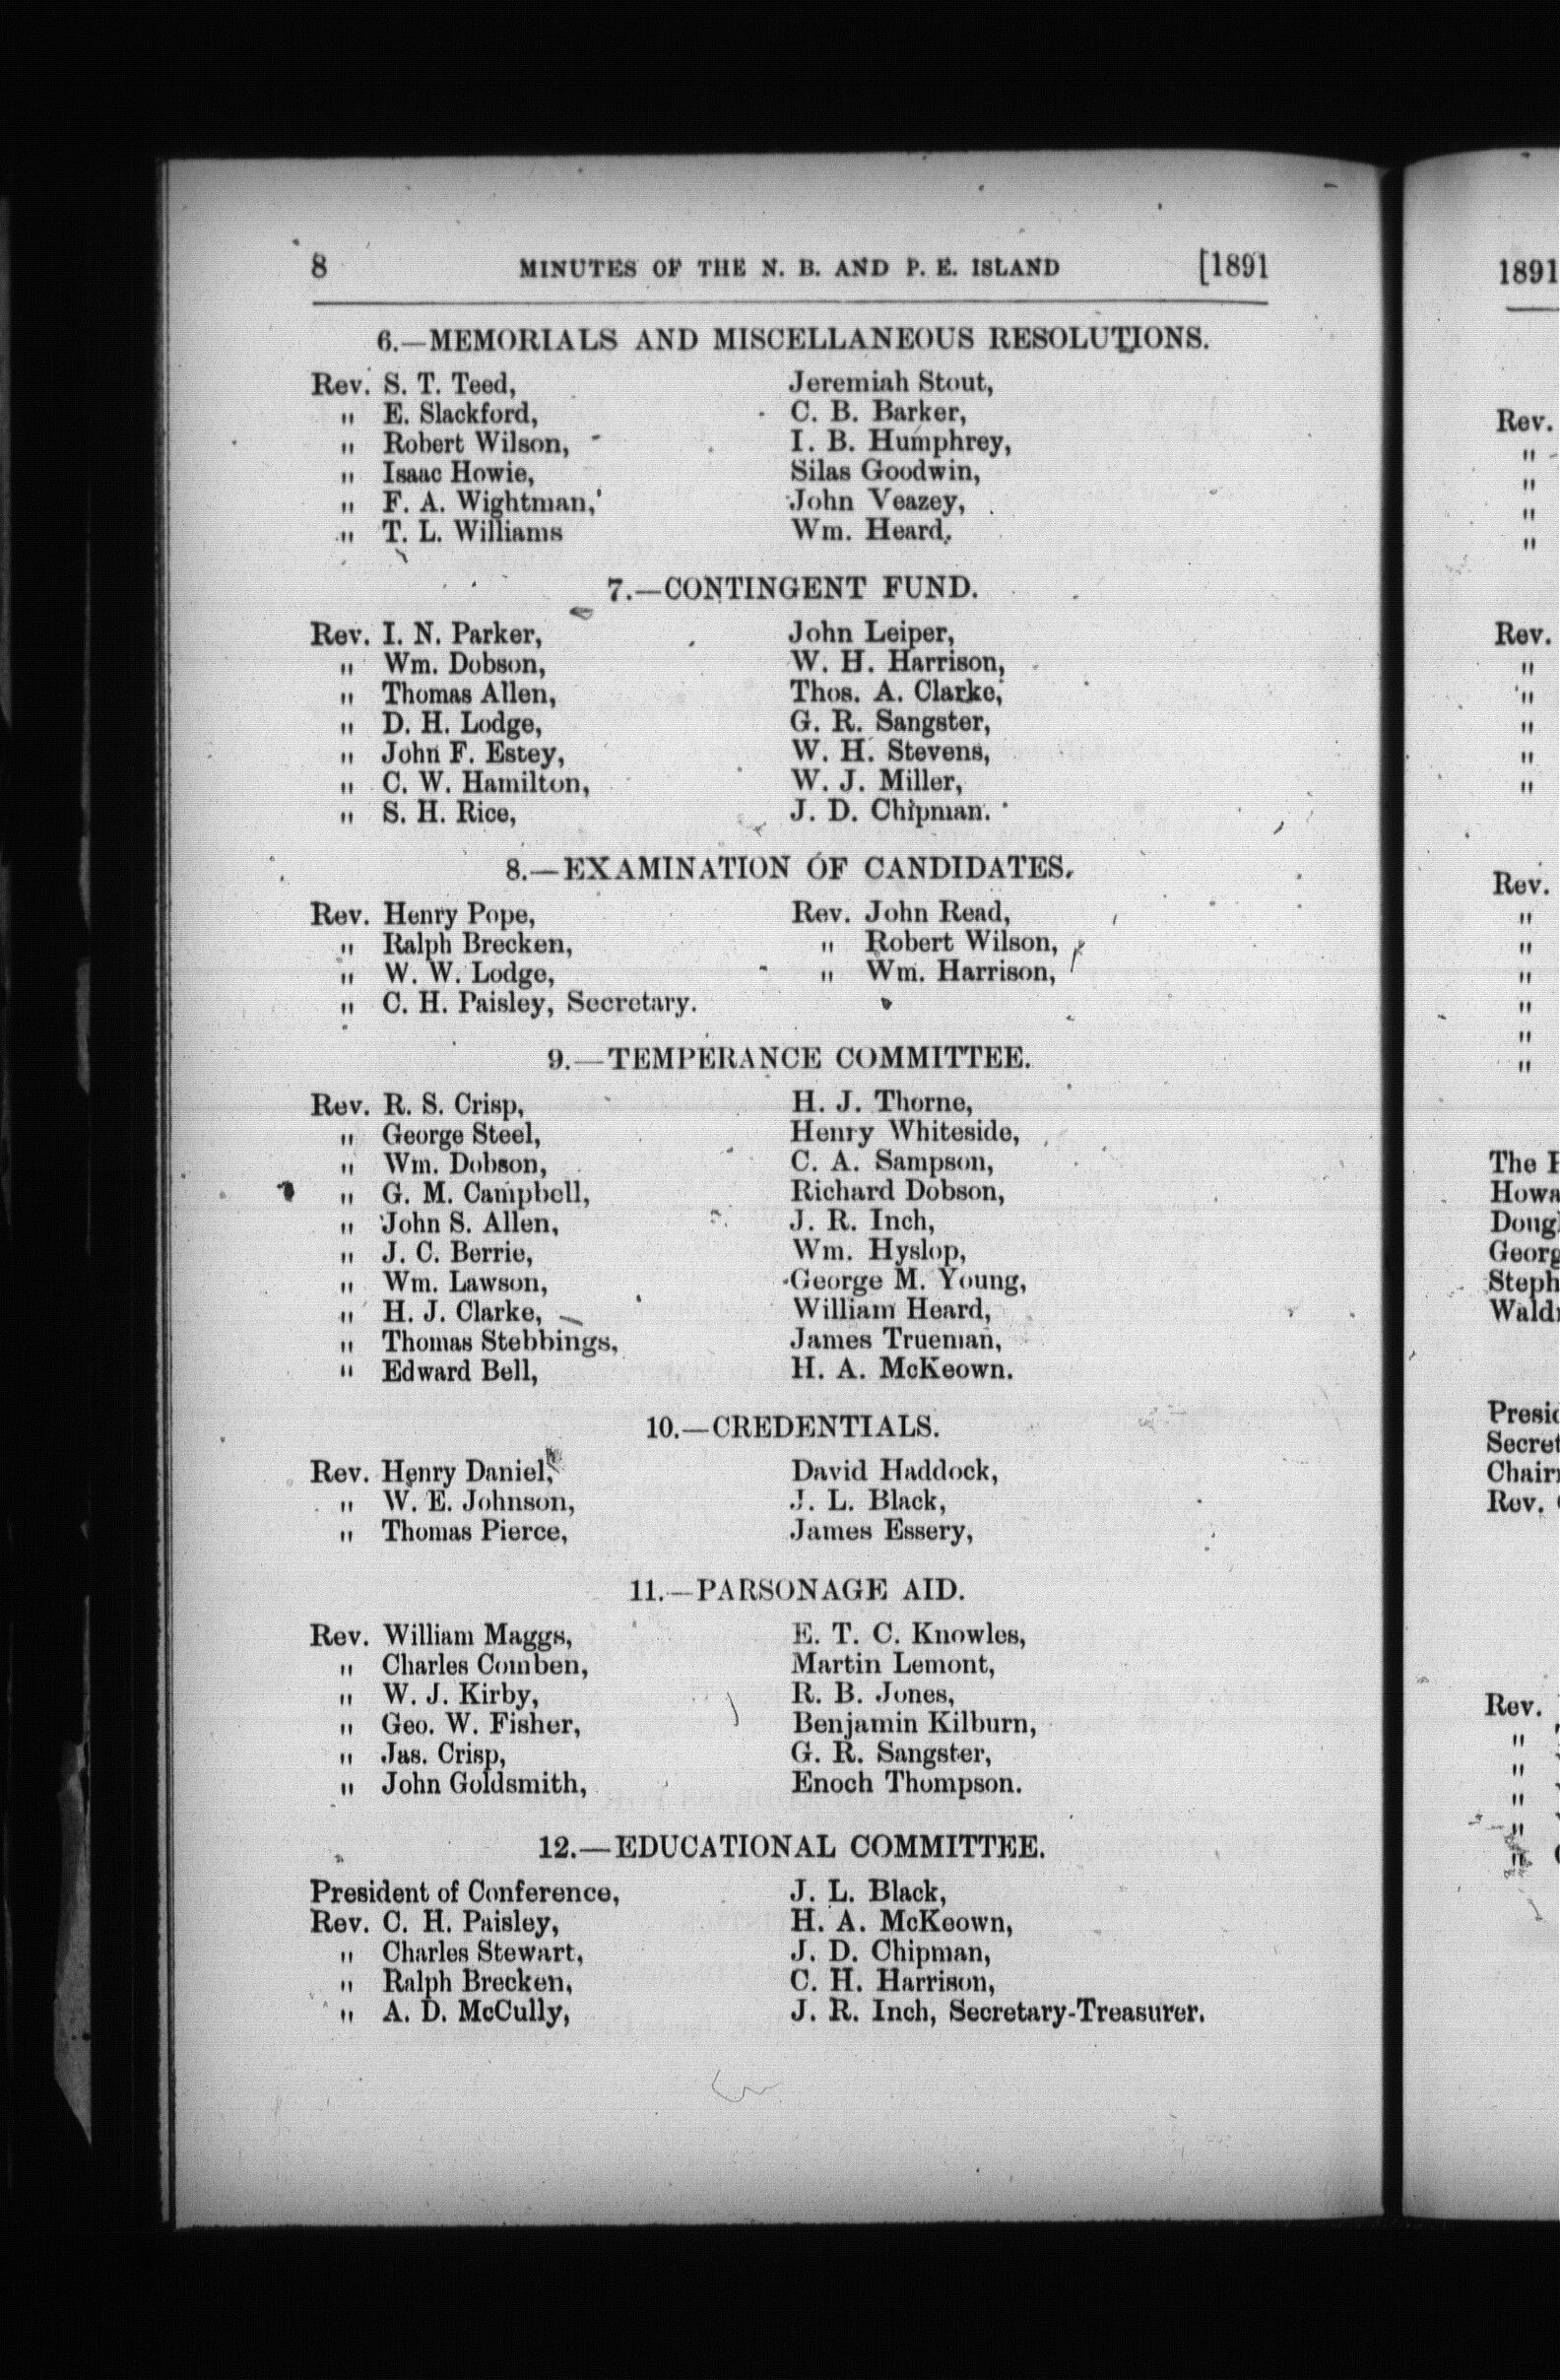 8 MINUTES OF THE N. B. AND P. E. ISLAND [1891
6.—MEMORIALS AND MISCELLANEOUS RESOLUTIONS.
Rev. S. T. Teed, Jeremiah Stout,
" E. Slackford, C. B. Barker,
" Robert Wilson, I. B. Humphrey,
" Isaac Howie, Silas Goodwin,
" F. A. Wightman, John Veazey,
" T. L. Williams Wm. Heard.
7.—CONTINGENT FUND.
Rev. I. N. Parker, John Leiper,
" Wm. Dobson, W. H. Harrison,
" Thomas Allen, Thos. A. Clarke,
" D. H. Lodge, G. R. Sangster,
" John F. Estey, W. H. Stevens,
" C. W. Hamilton, W. J. Miller,
" S. H. Rice, J. D. Chipman.
8.—EXAMINATION OF CANDIDATES.
Rev. Henry Pope, Rev. John Read,
" Ralph Brecken, " Robert Wilson,
" W. W. Lodge, " Wm. Harrison,
" C. H. Paisley, Secretary.
9.—TEMPERANCE COMMITTEE.
Rev. R. S. Crisp, H. J. Thorne,
" George Steel, Henry Whiteside,
" Wm. Dobson, C. A. Sampson,
" G. M. Campbell, Richard Dobson,
" John S. Allen, J. R. Inch,
" J. C. Berrie, Wm. Hyslop,
" Wm. Lawson, George M. Young,
" H. J. Clarke, William Heard,
" Thomas Stebbings, James Trueman,
" Edward Bell, H. A. McKeown.
10.—CREDENTIALS.
Rev. Henry Daniel, David Haddock,
" W. E. Johnson, J. L. Black,
" Thomas Pierce, James Essery,
11.—PARSONAGE AID.
Rev. William Maggs, E. T. C. Knowles,
" Charles Comben, Martin Lemont,
" W. J. Kirby, R. B. Jones,
" Geo. W. Fisher, Benjamin Kilburn,
" Jas. Crisp, G. R. Sangster,
" John Goldsmith, Enoch Thompson.
12.—EDUCATIONAL COMMITTEE.
President of Conference, J. L. Black,
Rev. C. H. Paisley, H. A. McKeown,
" Charles Stewart, J. D. Chipman,
" Ralph Brecken, C. H. Harrison,
" A. D. McCully, J. R. Inch, Secretary-Treasurer.
1891
Rev.
"
"
"
"
Rev.
"
"
"
"
"
Rev.
"
"
"
"
"
"
The
Rev.
Rev.
"
"
"
"
"